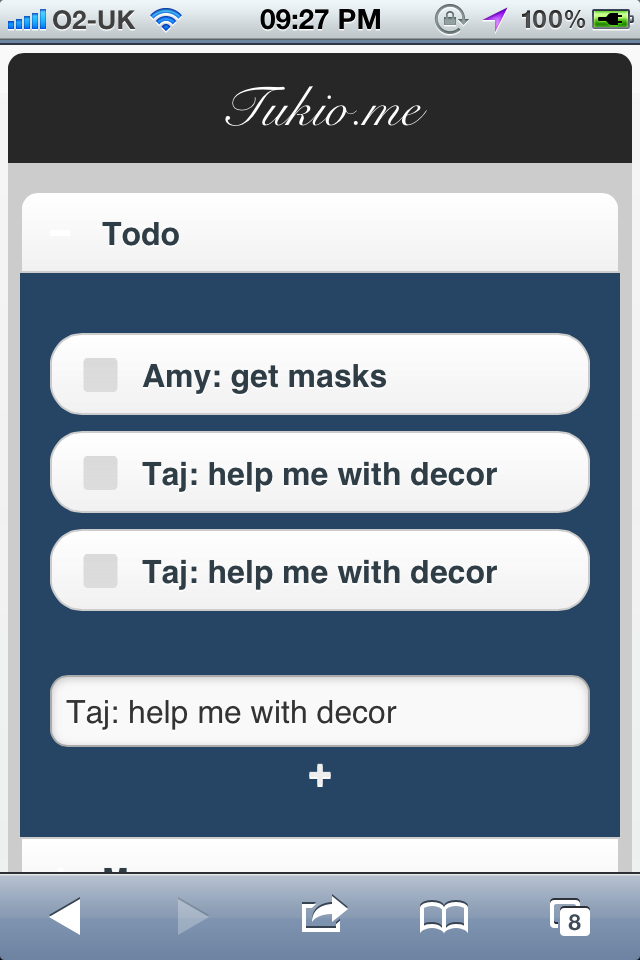 O2-UK 09:27 PM 100%
Tukio.me
Todo
Amy: get masks
Taj: help me with decor
Taj: help me with decor
Taj: help me with decor
8